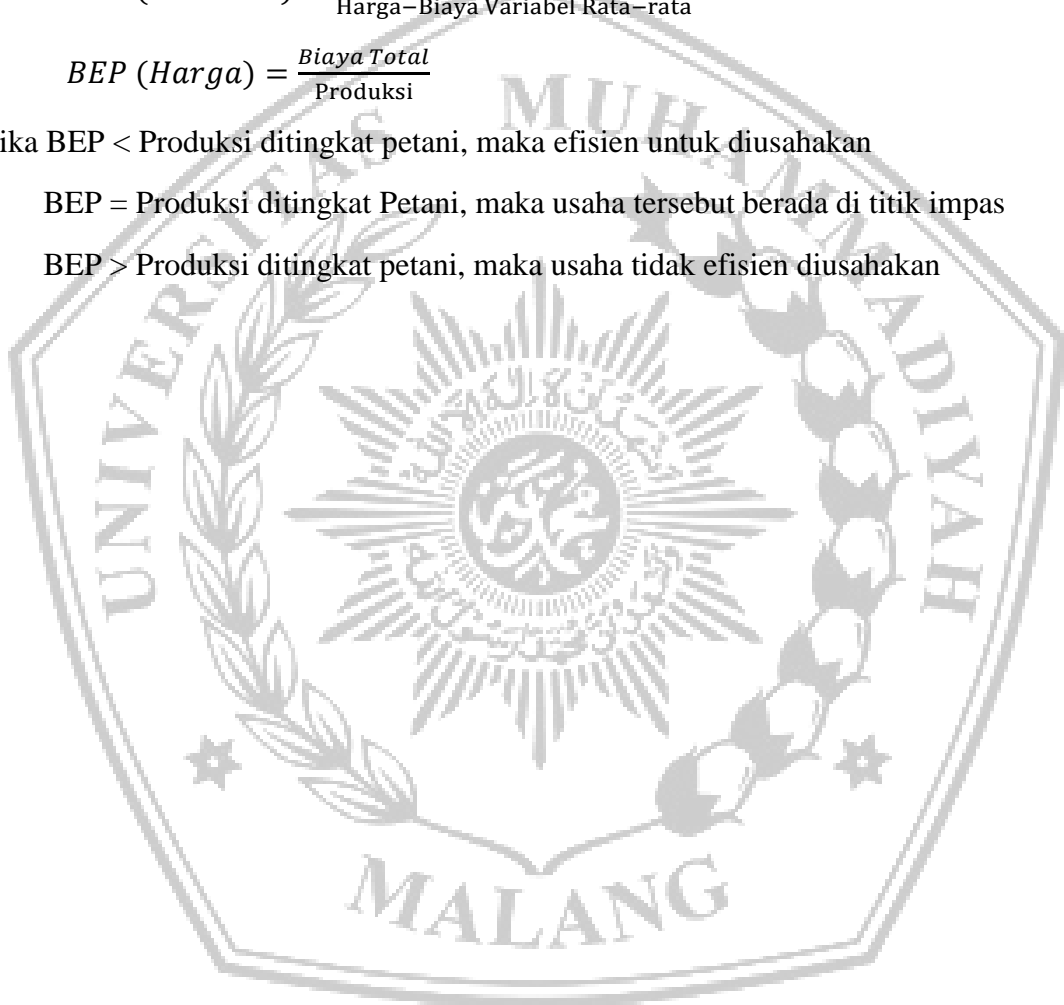 Harga−Biaya Variabel Rata−rata
BEP (Harga) = Biaya Total
Produksi
ika BEP < Produksi ditingkat petani, maka efisien untuk diusahakan
BEP = Produksi ditingkat Petani, maka usaha tersebut berada di titik impas
BEP > Produksi ditingkat petani, maka usaha tidak efisien diusahakan
UNIVERSITAS MUHAMMADIYAH
MALANG